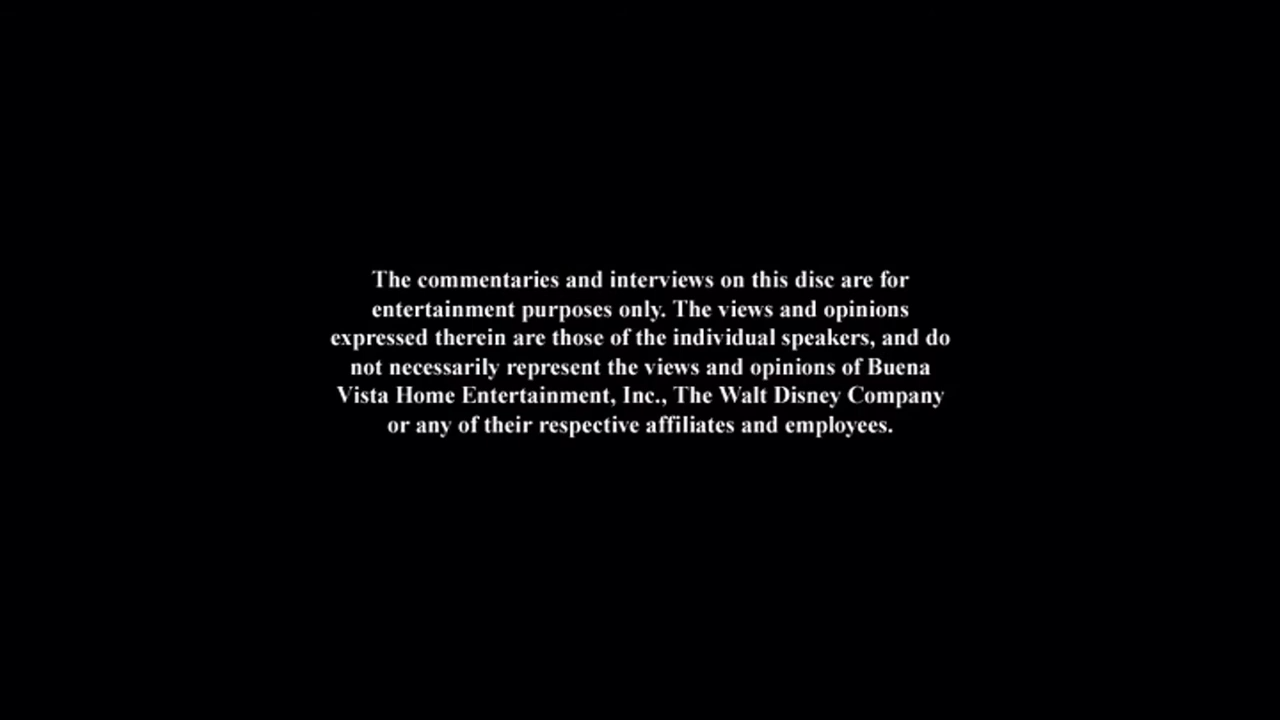 The commentaries and interviews on this disc are for
entertainment purposes only. The views and opinions
expressed therein are those of the individual speakers, and do
not necessarily represent the views and opinions of Buena
Vista Home Entertainment, Inc., The Walt Disney Company
or any of their respective affiliates and employees.